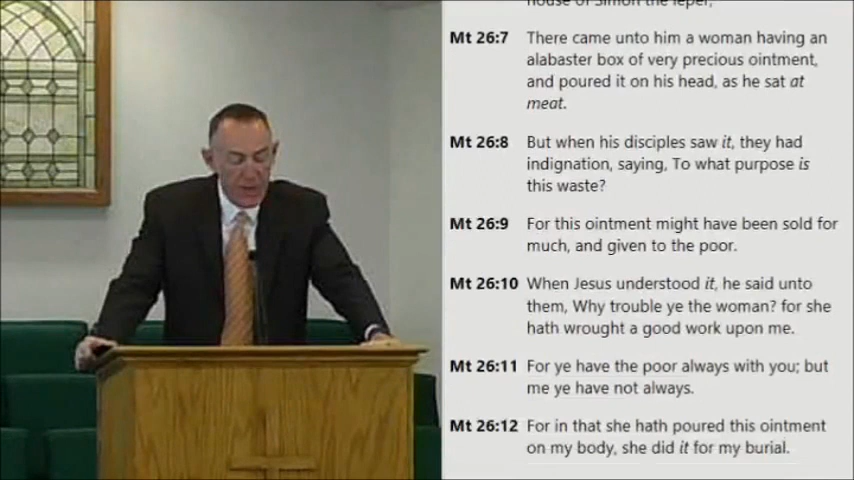 house of Simon the leper,
Mt 26:7 There came unto him a woman having an
alabaster box of very precious ointment,
and poured it on his head, as he sat at
meat.
Mt 26:8 But when his disciples saw it, they had
indignation, saying, To what purpose is
this waste?
Mt 26:9 For this ointment might have been sold for
much, and given to the poor.
Mt 26:10 When Jesus understood it, he said unto
them, Why trouble ye the woman? for she
hath wrought a good work upon me.
Mt 26:11 For ye have the poor always with you; but
me ye have not always.
Mt 26:12 For in that she hath poured this ointment
on my body, she did it for my burial.